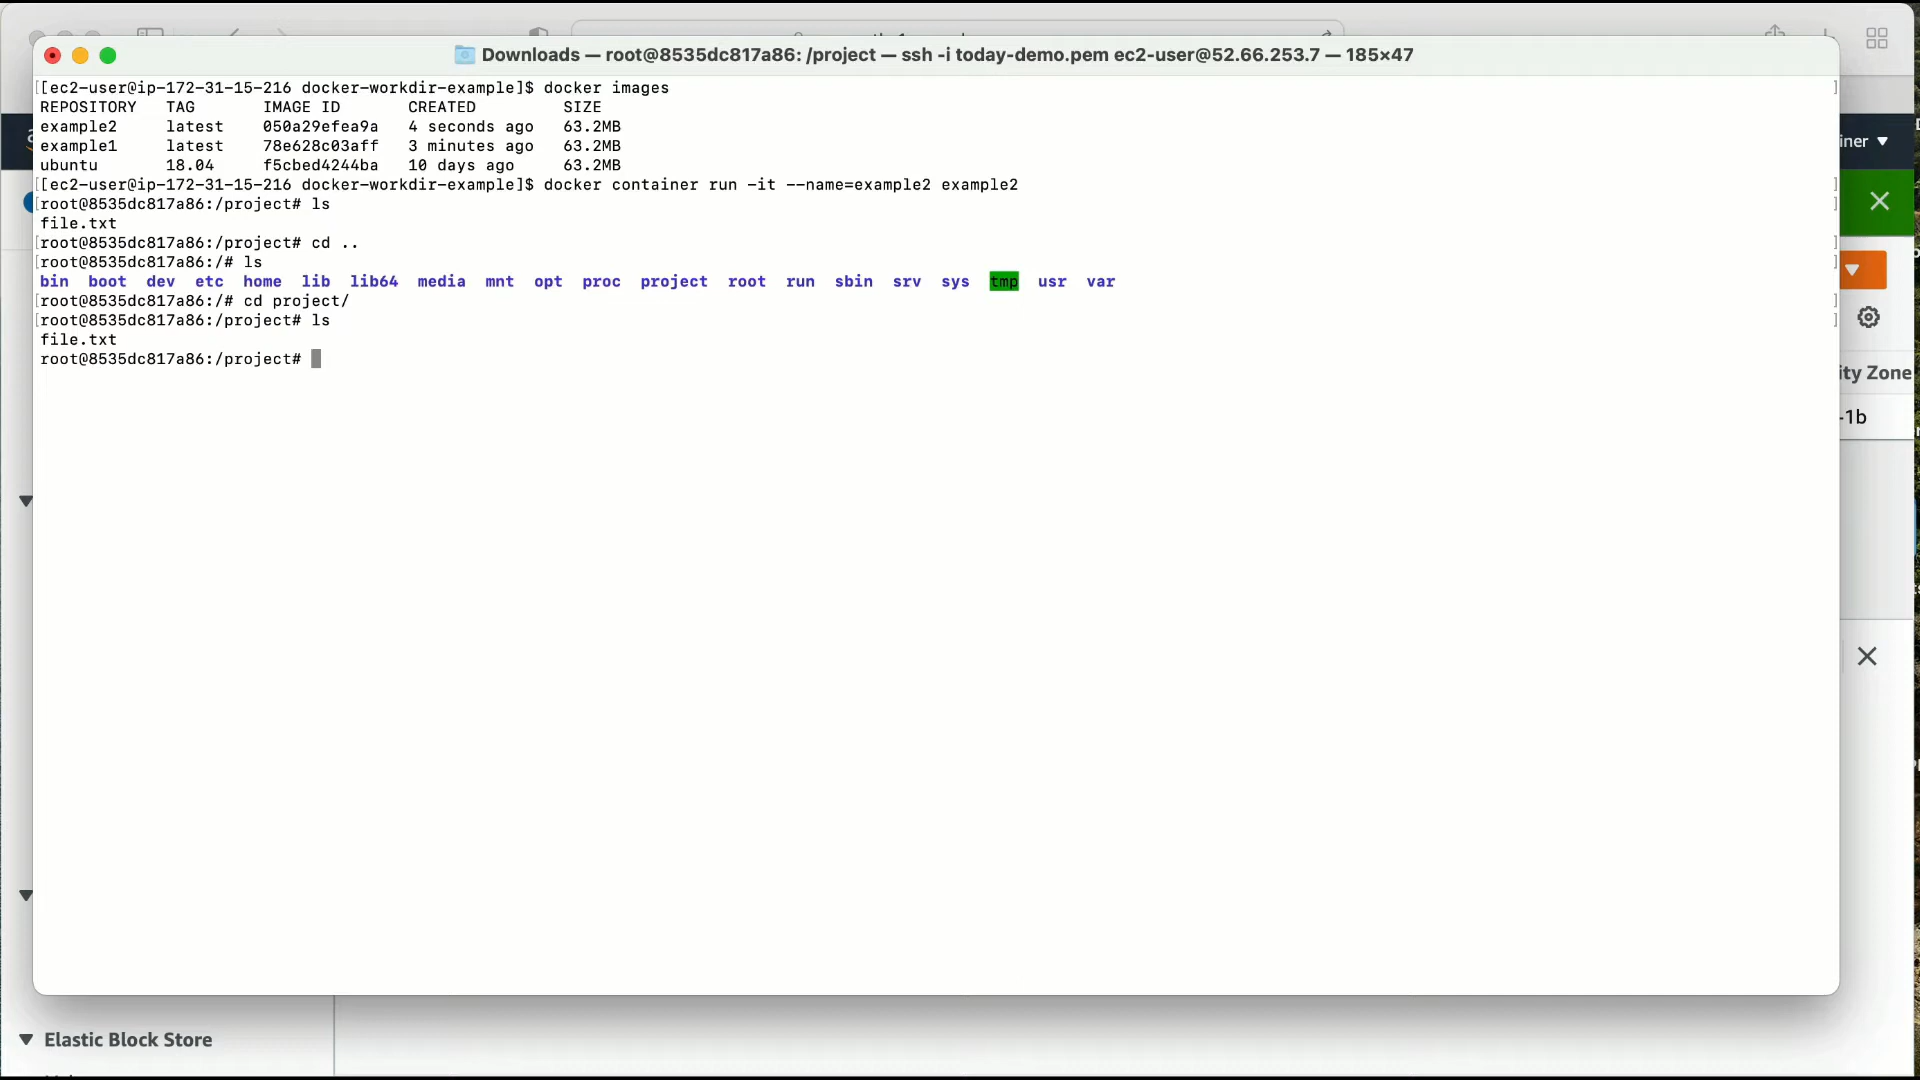 Downloads — root@8535dc817a86: /project — ssh -i today-demo.pem ec2-user@52.66.253.7 — 185×47
[[ec2-user@ip-172-31-15-216 docker-workdir-example]$ docker images ]
REPOSITORY TAG IMAGE ID CREATED SIZE
example2 latest 050a29efea9a 4 seconds ago 63.2MB
example1 latest 78e628c03aff 3 minutes ago 63.2MB
ubuntu 18.04 f5cbed4244ba 10 days ago 63.2MB
[[ec2-user@ip-172-31-15-216 docker-workdir-example]$ docker container run -it --name=example2 example2 ]
[root@8535dc817a86:/project# ls ]
file.txt
[root@8535dc817a86:/project# cd .. ]
[root@8535dc817a86:/# ls ]
bin boot dev etc home lib lib64 media mnt opt proc project root run sbin srv sys tmp usr var
[root@8535dc817a86:/# cd project/ ]
[root@8535dc817a86:/project# ls ]
file.txt
root@8535dc817a86:/project#
iner
ity Zone
-1b
Elastic Block Store